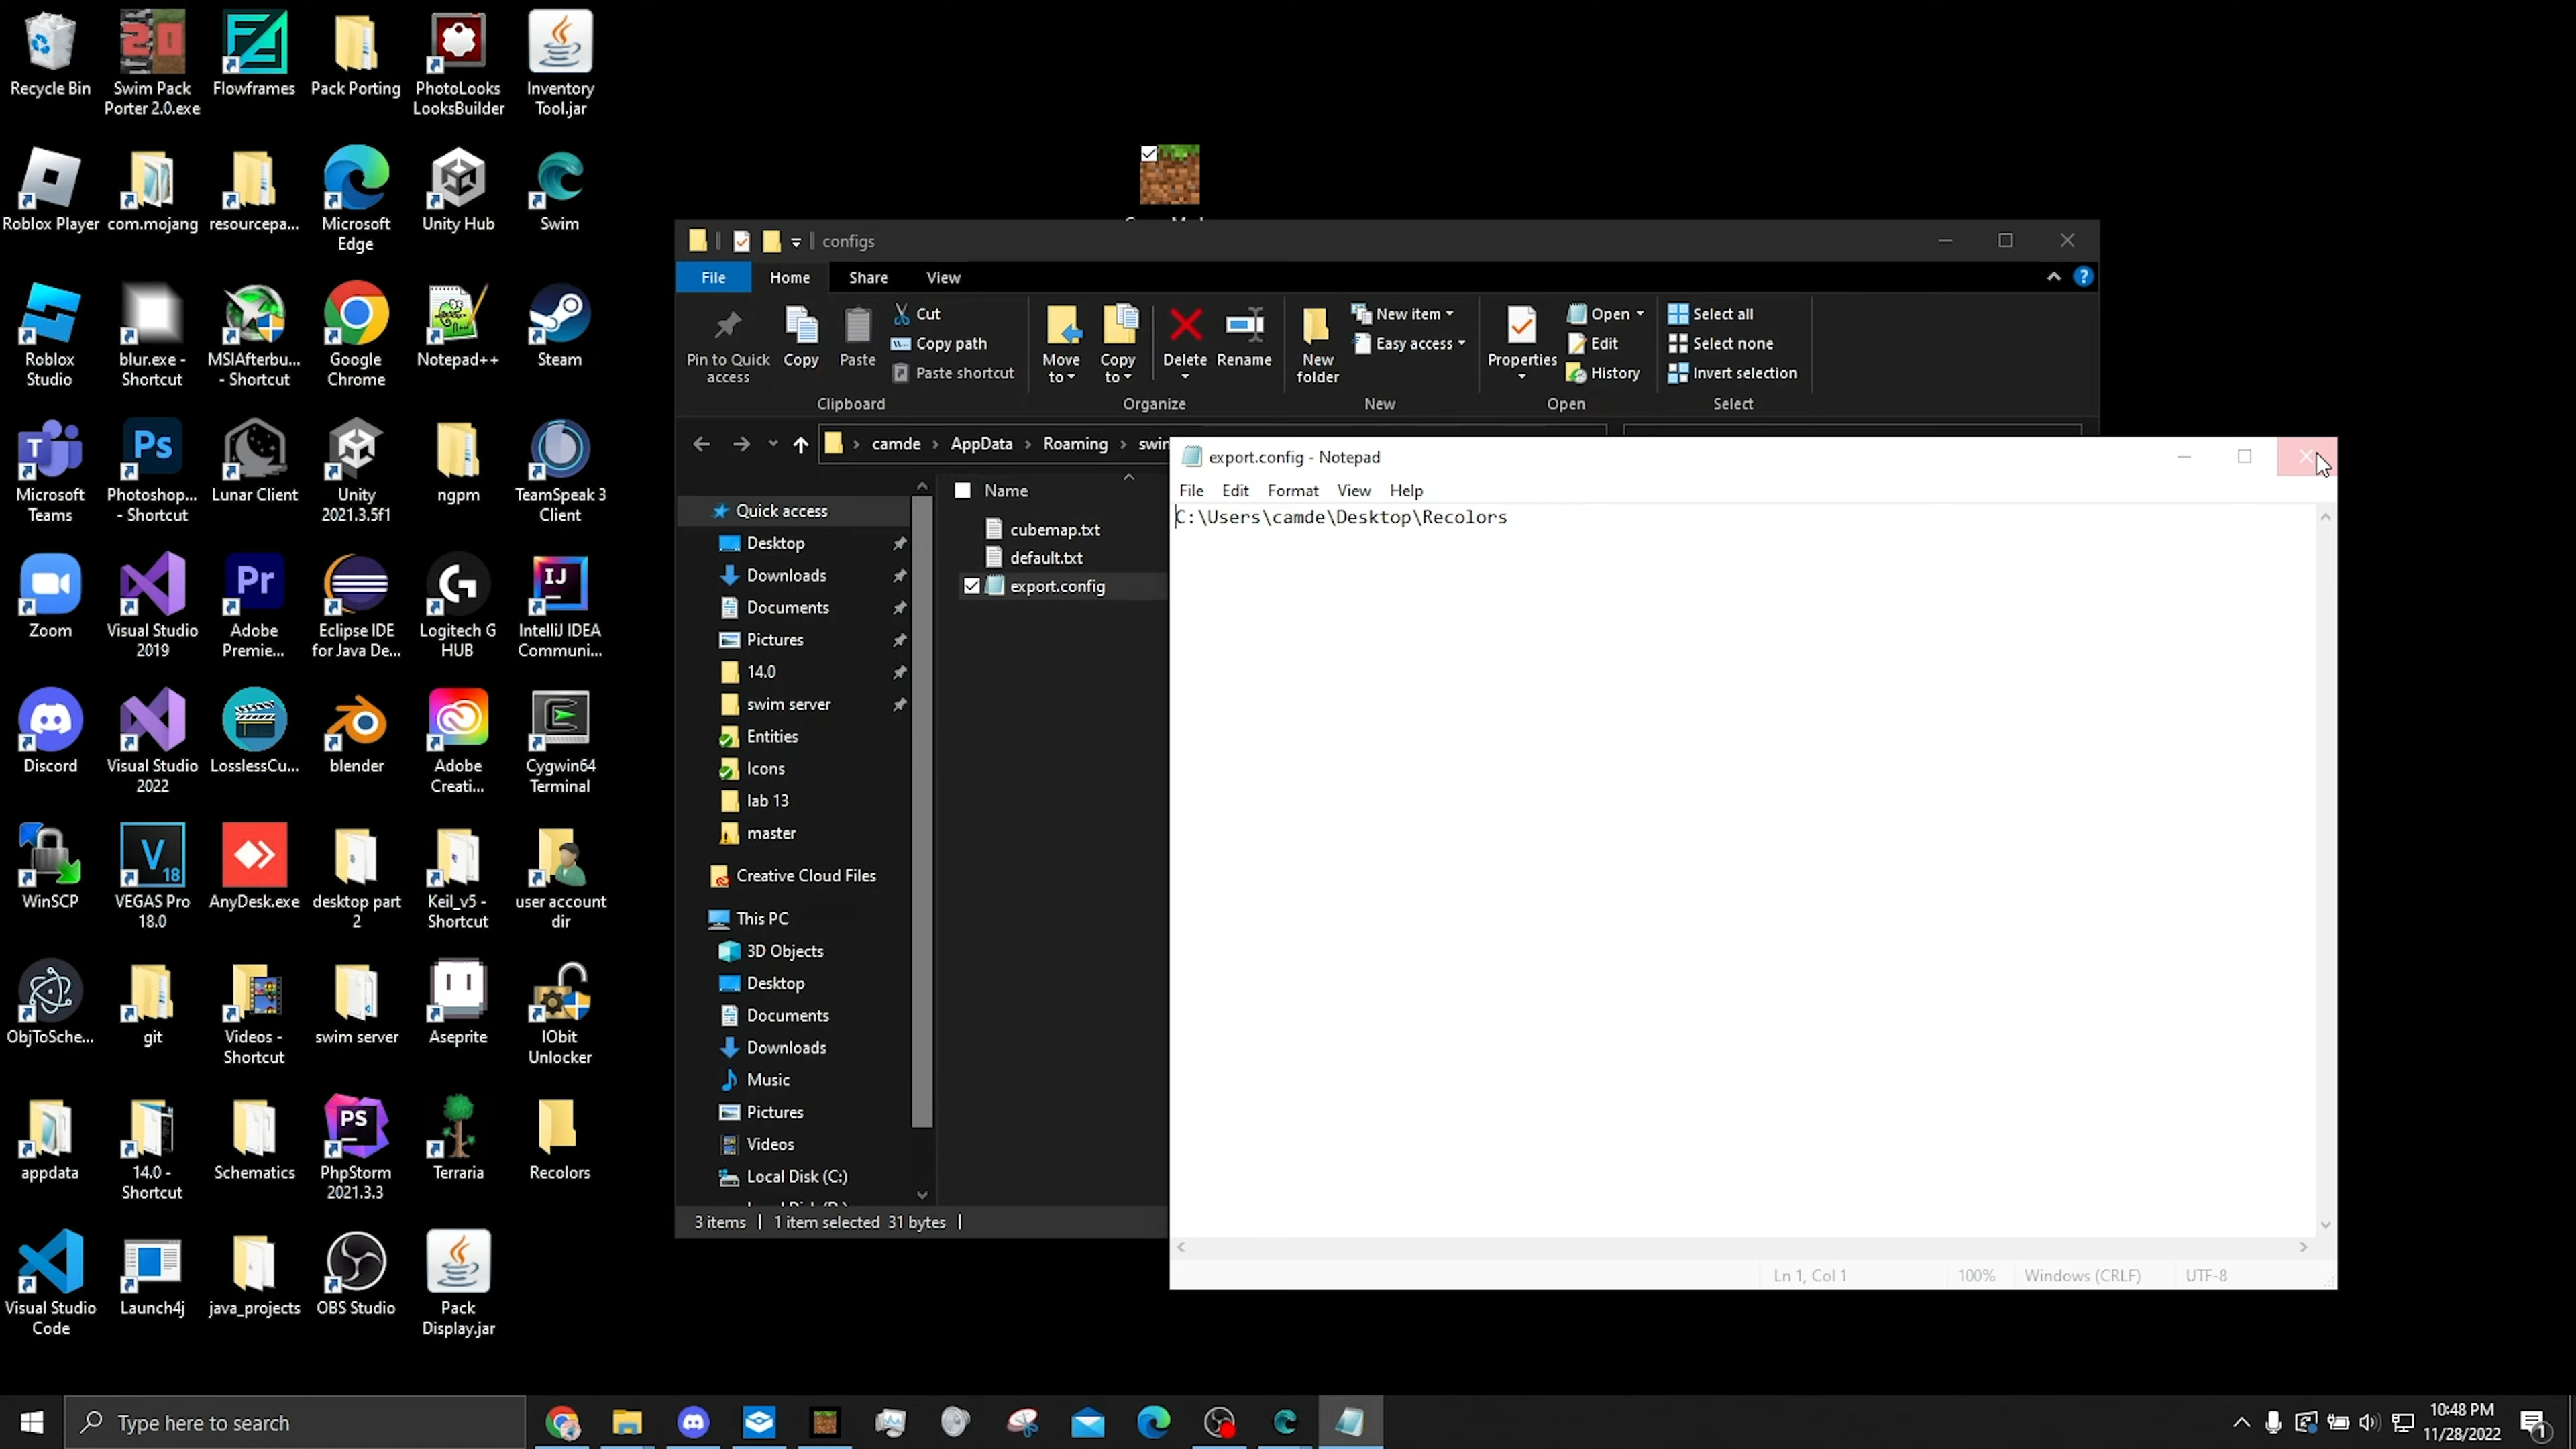 Recycle Bin
Swim Pack
Porter 2.0.exe
Flowframes
Pack Porting
PhotoLooks
LooksBuilder
Inventory
Tool.jar
Roblox Player
com.mojang
resourcepa...
Microsoft
Edge
Unity Hub
Swim
Roblox
Studio
blur.exe -
Shortcut
MSIAfterbu...
- Shortcut
Google
Chrome
Notepad++
Steam
Microsoft
Teams
Photoshop...
- Shortcut
Lunar Client
Unity
2021.3.5f1
ngpm
TeamSpeak 3
Client
Zoom
Visual Studio
2019
Adobe
Premie...
Eclipse IDE
for Java De...
Logitech G
HUB
IntelliJ IDEA
Communi...
Discord
Visual Studio
2022
LosslessCu...
blender
Adobe
Creati...
Cygwin64
Terminal
WinSCP
VEGAS Pro
18.0
AnyDesk.exe
desktop part
2
Keil_v5 -
Shortcut
user account
dir
ObjToSche...
git
Videos -
Shortcut
swim server
Aseprite
IObit
Unlocker
appdata
14.0 -
Shortcut
Schematics
PhpStorm
2021.3.3
Terraria
Recolors
Visual Studio
Code
Launch4j
java_projects
OBS Studio
Pack
Display.jar
configs
File Home Share View
Pin to Quick
access
Copy
Paste
Cut
Copy path
Paste shortcut
Clipboard
Move
to
Copy
to
Delete
Rename
Organize
New
folder
New item
Easy access
New
Properties
Open
Edit
History
Open
Select all
Select none
Invert selection
Select
camde > AppData > Roaming > swim
Name
cubemap.txt
default.txt
export.config
Quick access
Desktop
Downloads
Documents
Pictures
14.0
swim server
Entities
Icons
lab 13
master
Creative Cloud Files
This PC
3D Objects
Desktop
Documents
Downloads
Music
Pictures
Videos
Local Disk (C:)
3 items | 1 item selected 31 bytes |
export.config - Notepad
File Edit Format View Help
C:\Users\camde\Desktop\Recolors
Ln 1, Col 1 100% Windows (CRLF) UTF-8
Type here to search
10:48 PM
11/28/2022